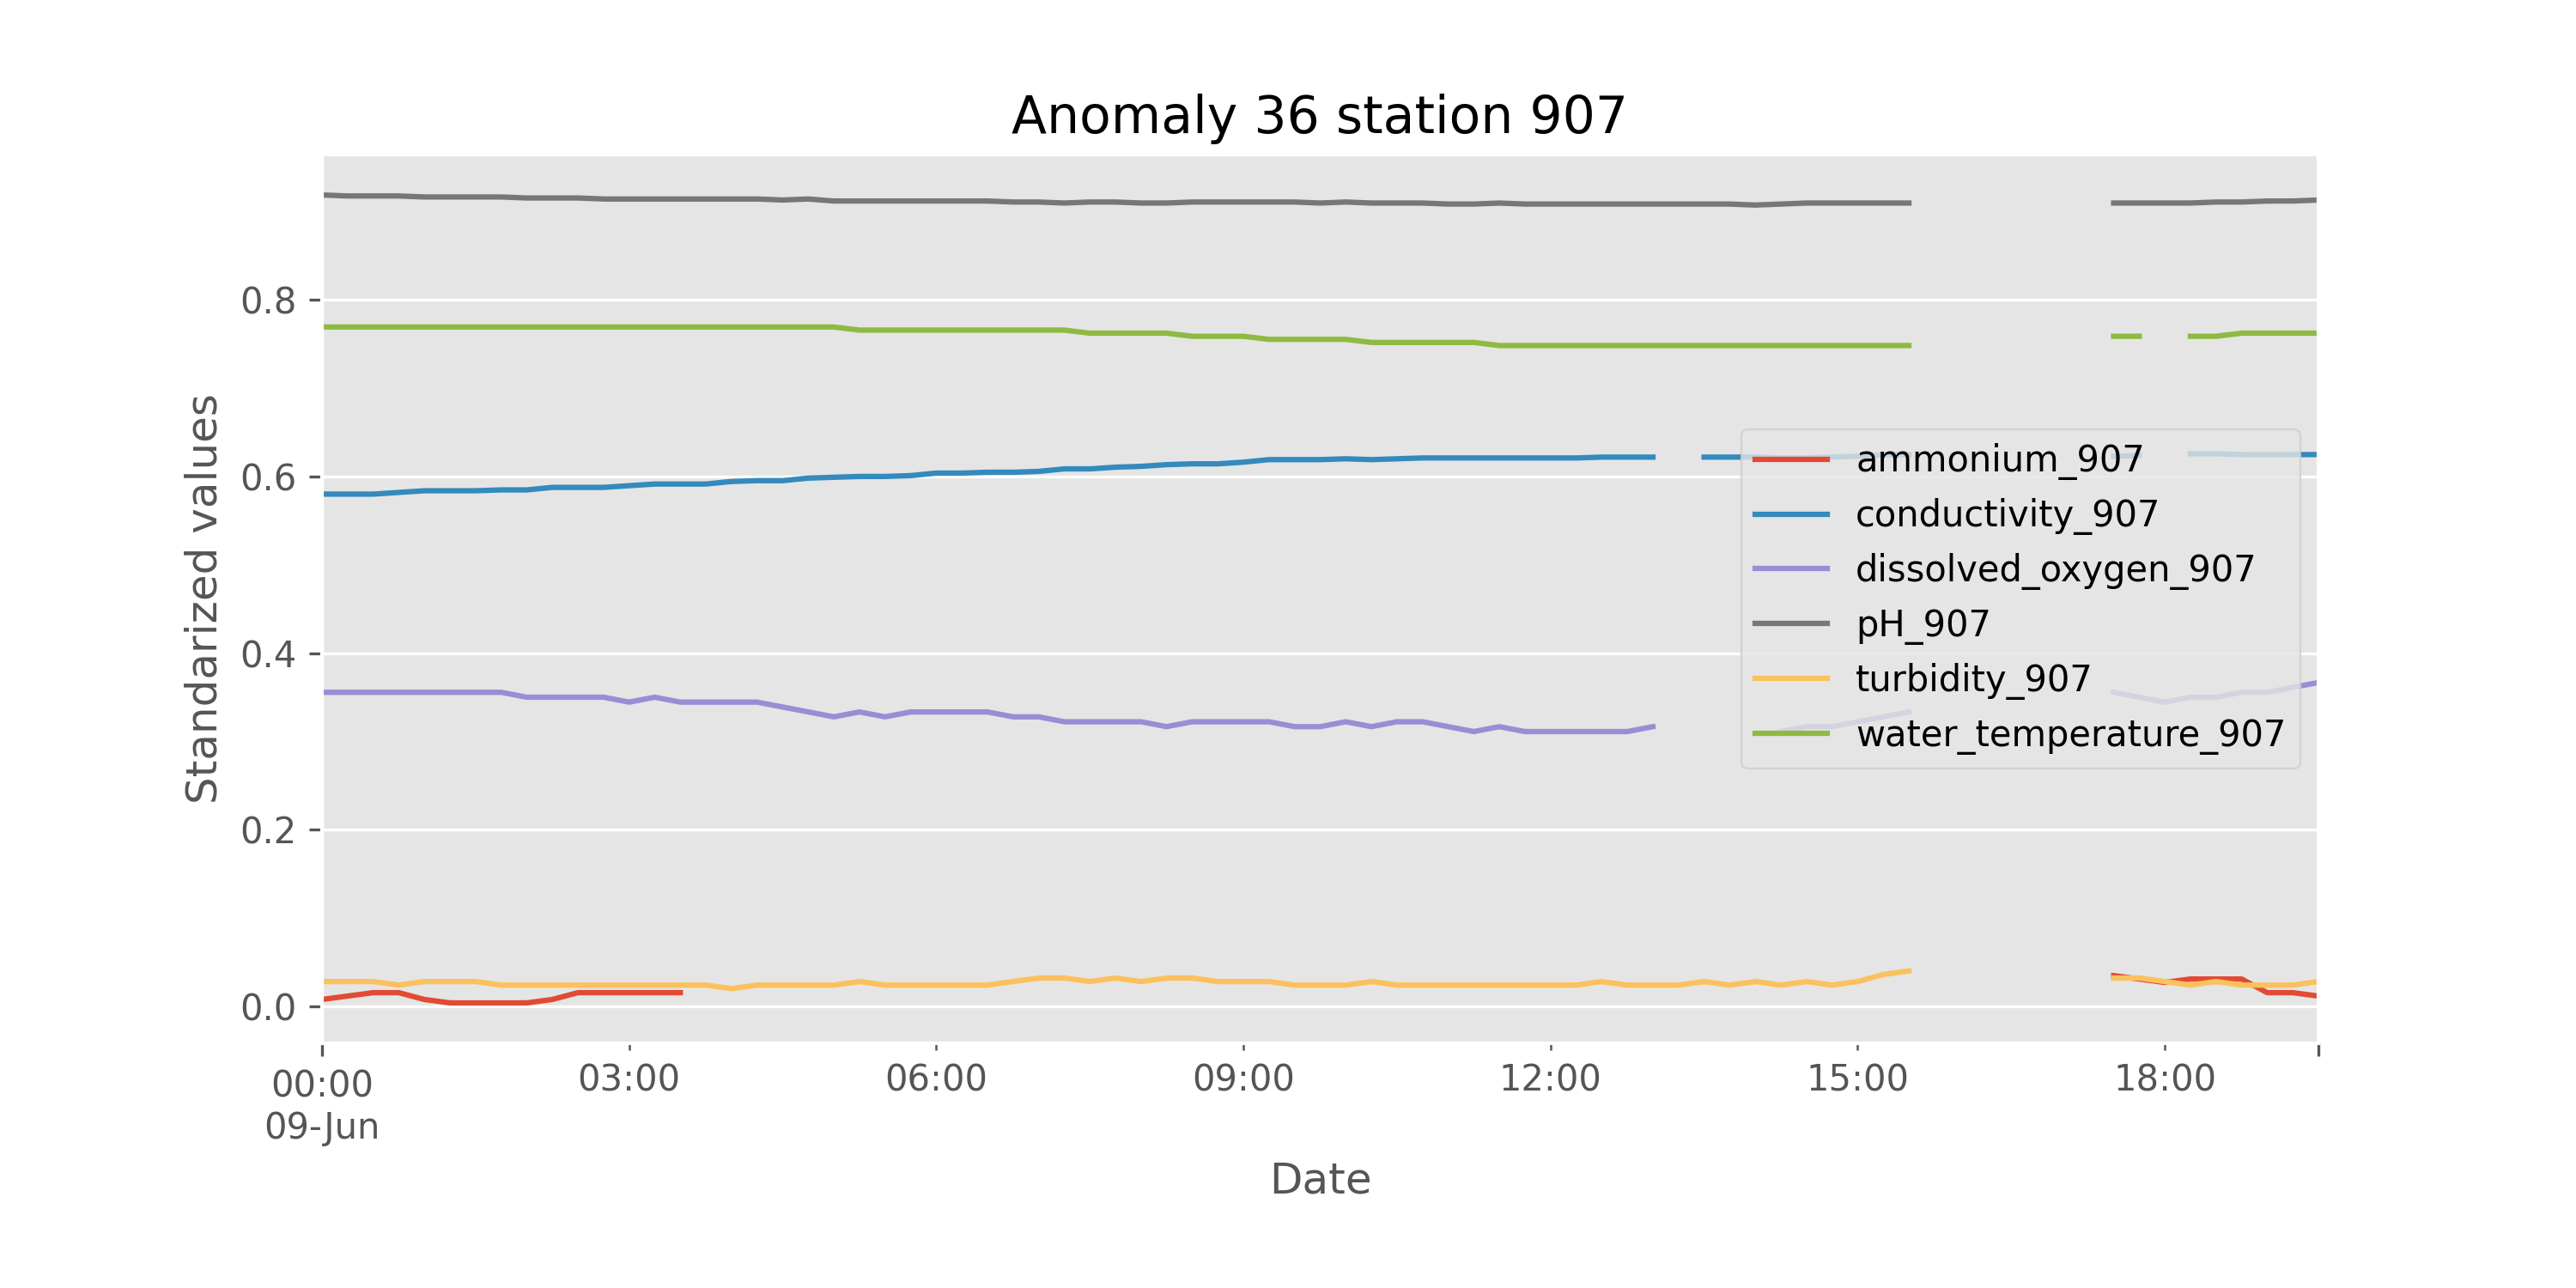 Anomaly 36 station 907
Standarized values
0.8
0.6
0.4
0.2
0.0
ammonium_907
conductivity_907
dissolved_oxygen_907
pH_907
turbidity_907
water_temperature_907
00:00
09-Jun
03:00
06:00
09:00
12:00
15:00
18:00
Date